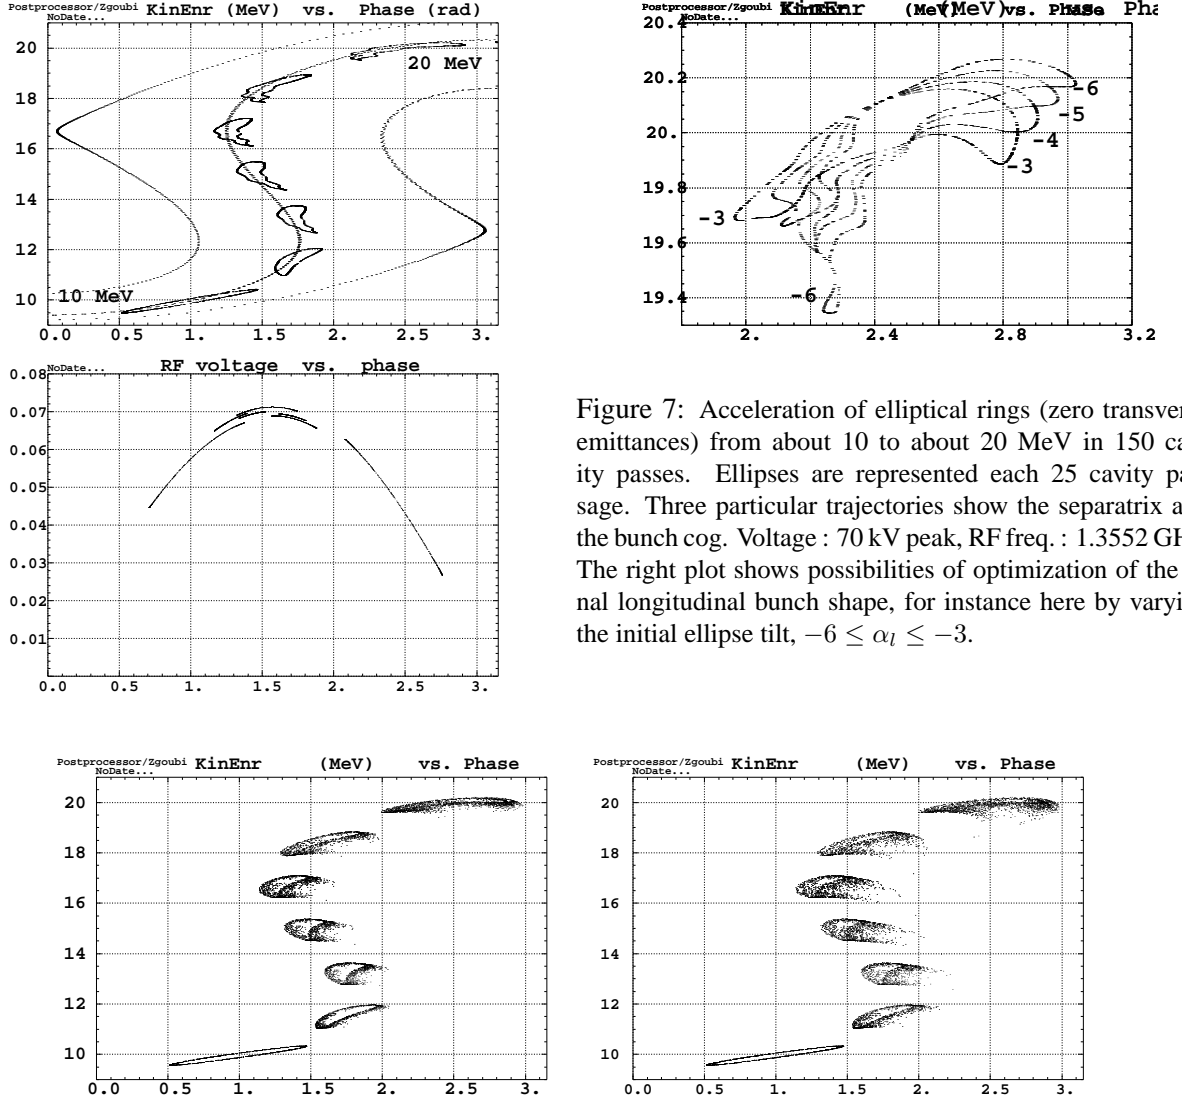 Postprocessor/Zgoubi KinEnr (MeV) vs. Phase (rad)
NoDate...
20
18
16
14
12
10
20 MeV
10 MeV
0.0 0.5 1. 1.5 2. 2.5 3.
Postprocessor/Zgoubi KinEnr (MeV) vs. Phase
NoDate...
20.4
20.2
20.
19.8
19.6
19.4
-6
-5
-4
-3
-3
-6
2. 2.4 2.8 3.2
NoDate... RF voltage vs. phase
0.08
0.07
0.06
0.05
0.04
0.03
0.02
0.01
0.0 0.5 1. 1.5 2. 2.5 3.
Figure 7: Acceleration of elliptical rings (zero transver
emittances) from about 10 to about 20 MeV in 150 ca
ity passes. Ellipses are represented each 25 cavity pa
sage. Three particular trajectories show the separatrix a
the bunch cog. Voltage : 70 kV peak, RF freq. : 1.3552 GH
The right plot shows possibilities of optimization of the
nal longitudinal bunch shape, for instance here by varyi
the initial ellipse tilt, −6 ≤ αl ≤ −3.
Postprocessor/Zgoubi KinEnr (MeV) vs. Phase
NoDate...
20
18
16
14
12
10
0.0 0.5 1.0 1.5 2. 2.5 3.
Postprocessor/Zgoubi KinEnr (MeV) vs. Phase
NoDate...
20
18
16
14
12
10
0.0 0.5 1.0 1.5 2. 2.5 3.